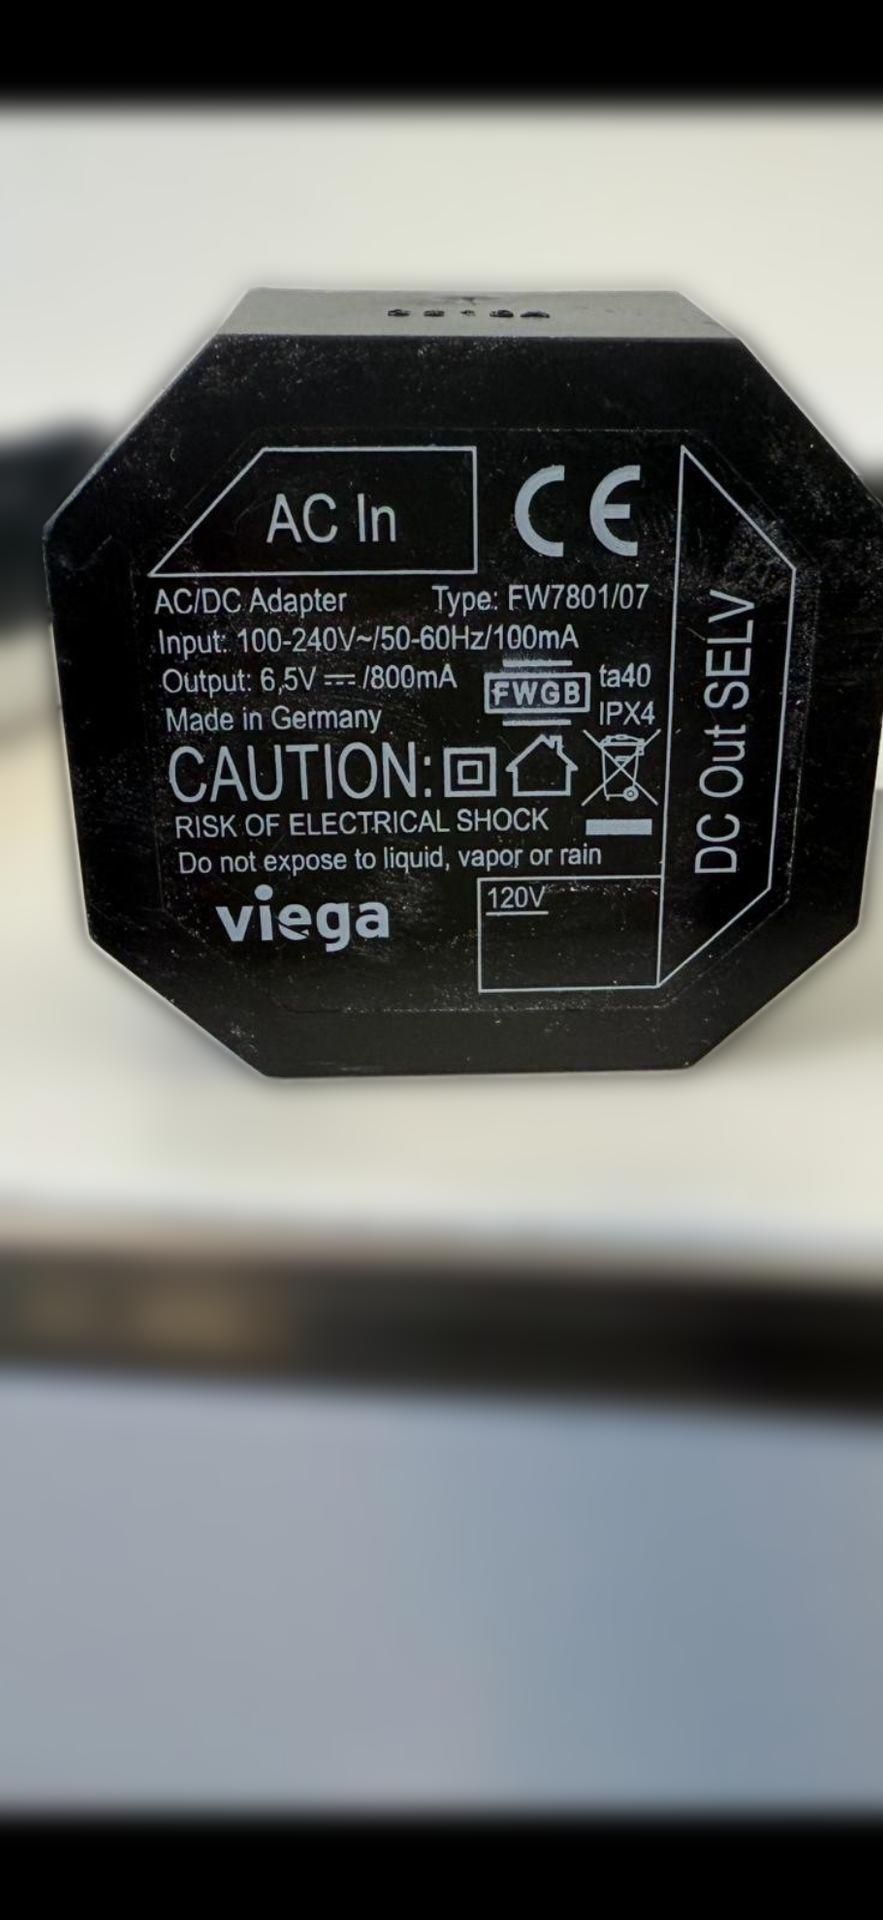 AC In
CE
AC/DC Adapter Type: FW7801/07
Input: 100-240V~/50-60Hz/100mA
Output: 6,5V ⎓ /800mA
FWGB
ta40
Made in Germany
IPX4
CAUTION:
RISK OF ELECTRICAL SHOCK
Do not expose to liquid, vapor or rain
viega
120V
DC Out SELV